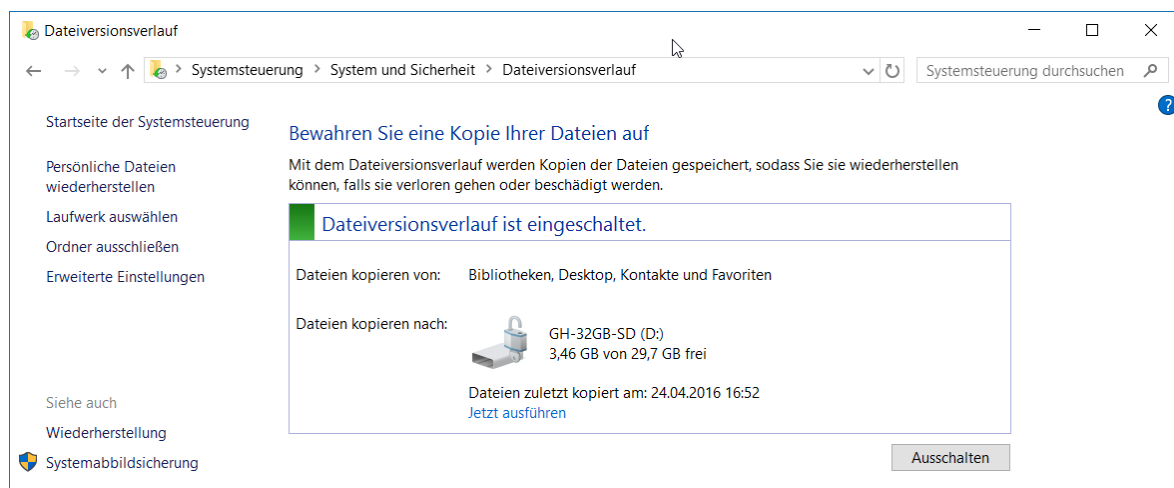 Dateiversionsverlauf
Systemsteuerung > System und Sicherheit > Dateiversionsverlauf
Systemsteuerung durchsuchen
?
Startseite der Systemsteuerung
Persönliche Dateien
wiederherstellen
Laufwerk auswählen
Ordner ausschließen
Erweiterte Einstellungen
Bewahren Sie eine Kopie Ihrer Dateien auf
Mit dem Dateiversionsverlauf werden Kopien der Dateien gespeichert, sodass Sie sie wiederherstellen
können, falls sie verloren gehen oder beschädigt werden.
Dateiversionsverlauf ist eingeschaltet.
Dateien kopieren von: Bibliotheken, Desktop, Kontakte und Favoriten
Dateien kopieren nach:
GH-32GB-SD (D:)
3,46 GB von 29,7 GB frei
Dateien zuletzt kopiert am: 24.04.2016 16:52
Jetzt ausführen
Ausschalten
Siehe auch
Wiederherstellung
Systemabbildsicherung